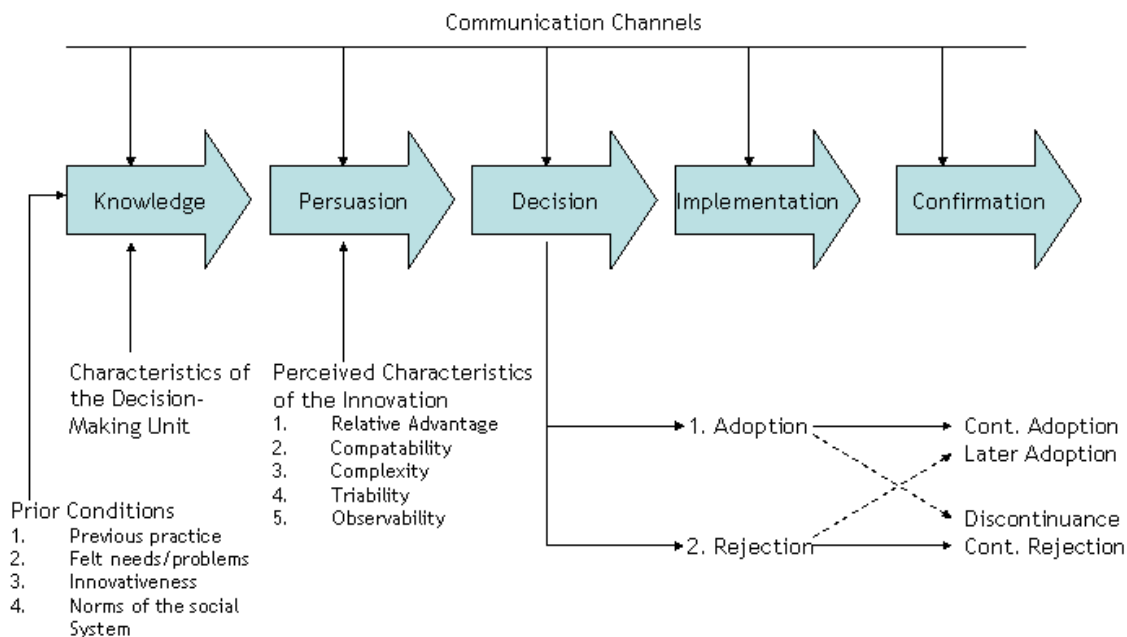 Communication Channels
Knowledge
Persuasion
Decision
Implementation
Confirmation
Characteristics of
the Decision-
Making Unit
Perceived Characteristics
of the Innovation
1. Relative Advantage
2. Compatability
3. Complexity
4. Triability
5. Observability
Prior Conditions
1. Previous practice
2. Felt needs/problems
3. Innovativeness
4. Norms of the social
System
1. Adoption
2. Rejection
Cont. Adoption
Later Adoption
Discontinuance
Cont. Rejection